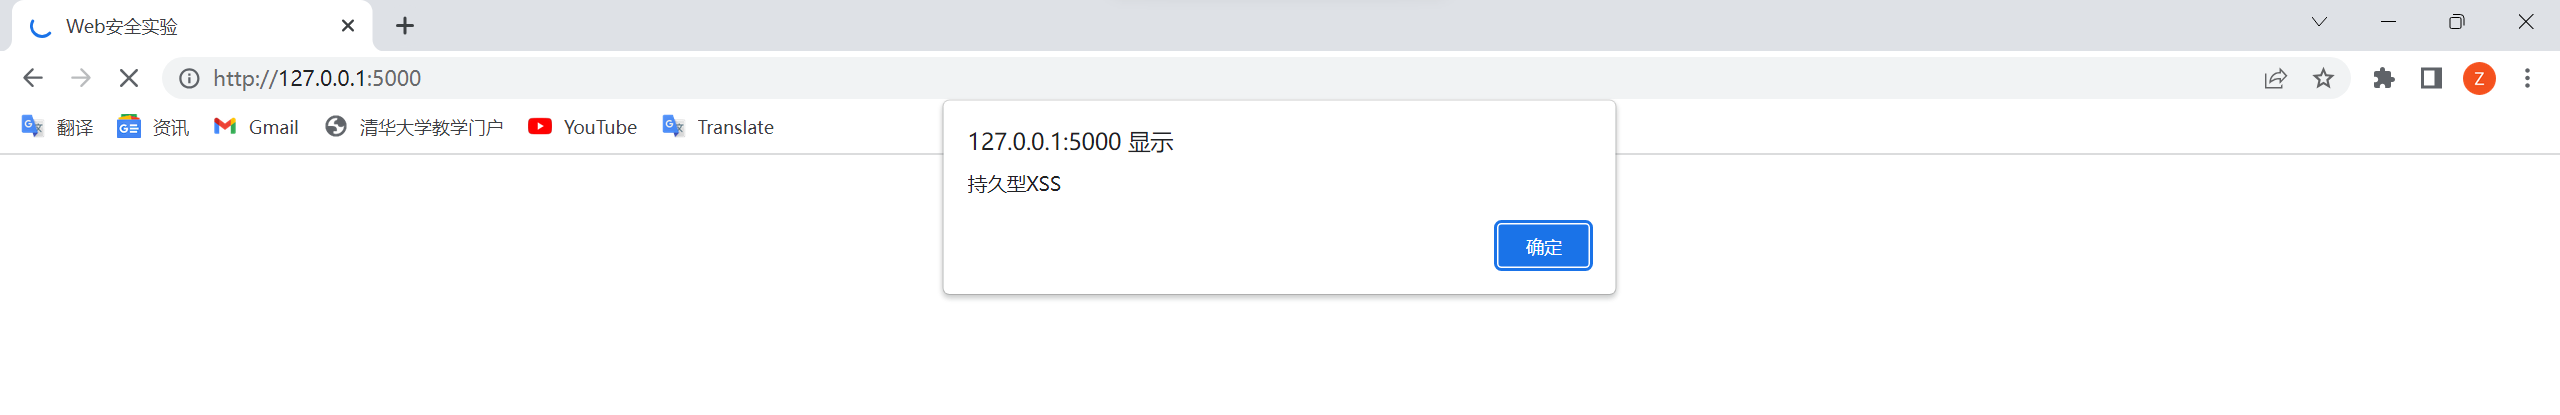 Web安全实验
http://127.0.0.1:5000
Z
翻译 资讯 Gmail 清华大学教学门户 YouTube Translate
127.0.0.1:5000 显示
持久型XSS
确定